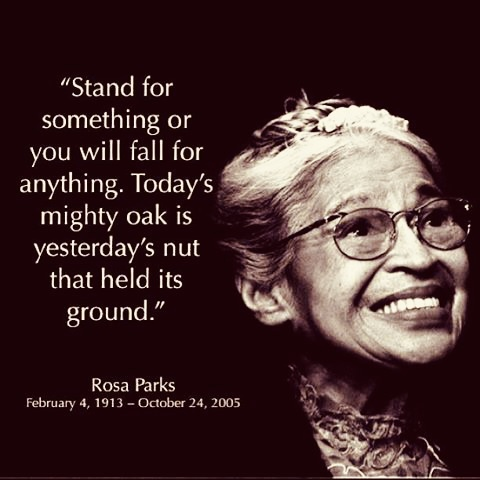 “Stand for
something or
you will fall for
anything. Today’s
mighty oak is
yesterday’s nut
that held its
ground.”
Rosa Parks
February 4, 1913 – October 24, 2005